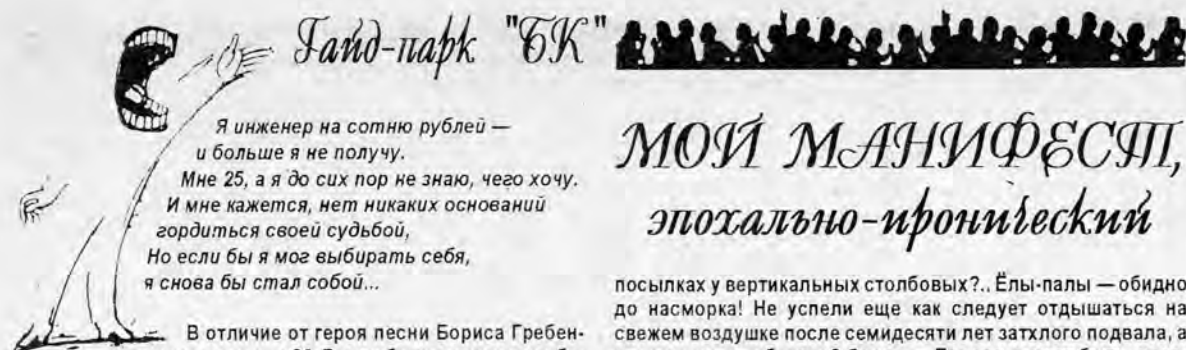 Гайд-парк "БК"
Я инженер на сотню рублей —
и больше я не получу.
Мне 25, а я до сих пор не знаю, чего хочу.
И мне кажется, нет никаких оснований
гордиться своей судьбой,
Но если бы я мог выбирать себя,
я снова бы стал собой...
В отличие от героя песни Бориса Гребен-
МОЙ МАНИФЕСТ,
эпохально-иронический
посылках у вертикальных столбовых?.. Ёлы-палы — обидно
до насморка! Не успели еще как следует отдышаться на
свежем воздушке после семидесяти лет затхлого подвала, а